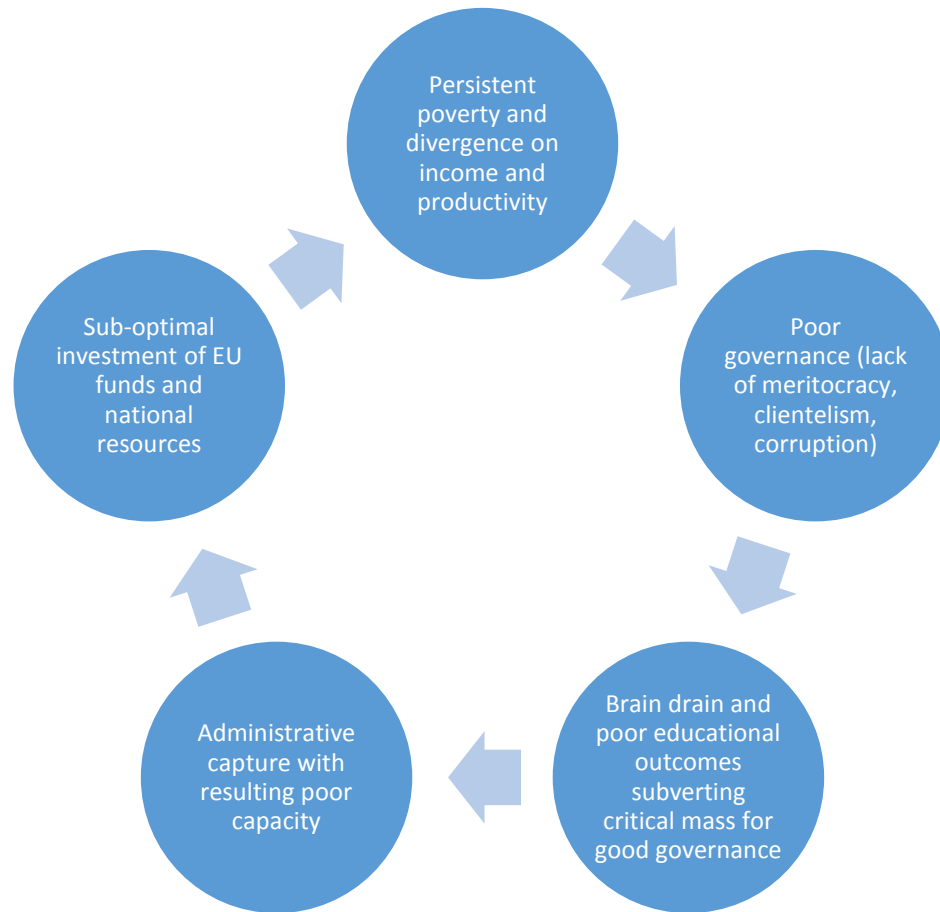 Persistent
poverty and
divergence on
income and
productivity
Poor
governance (lack
of meritocracy,
clientelism,
corruption)
Brain drain and
poor educational
outcomes
subverting
critical mass for
good governance
Administrative
capture with
resulting poor
capacity
Sub-optimal
investment of EU
funds and
national
resources